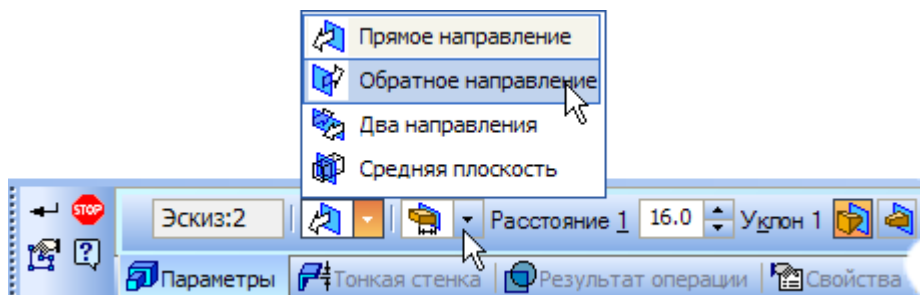 Прямое направление
Обратное направление
Два направления
Средняя плоскость
STOP Эскиз:2 Расстояние 1 16.0 Уклон 1
Параметры Тонкая стенка Результат операции Свойства